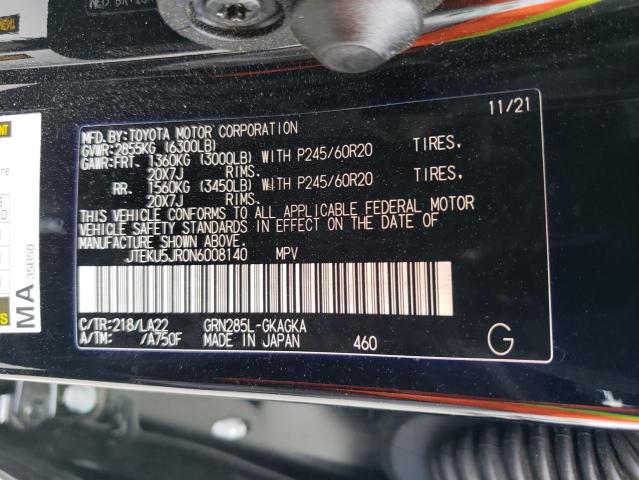 11/21
MFD.BY:TOYOTA MOTOR CORPORATION
GVWR:2855KG (6300LB)
GAWR:FRT. 1360KG (3000LB) WITH P245/60R20 TIRES,
20X7J RIMS.
RR. 1560KG (3450LB) WITH P245/60R20 TIRES,
20X7J RIMS.
THIS VEHICLE CONFORMS TO ALL APPLICABLE FEDERAL MOTOR
VEHICLE SAFETY STANDARDS IN EFFECT ON THE DATE OF
MANUFACTURE SHOWN ABOVE.
JTEKU5JR0N6008140 MPV
C/TR:218/LA22 GRN285L-GKAGKA
A/TM: /A750F MADE IN JAPAN 460
G
MA 35B50